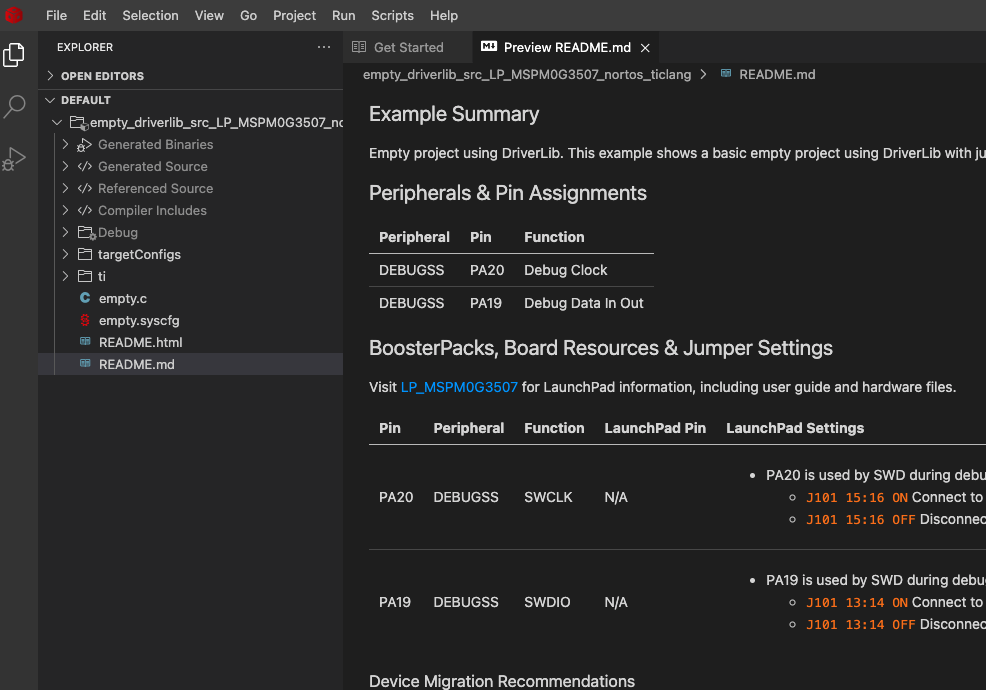 File Edit Selection View Go Project Run Scripts Help
EXPLORER
OPEN EDITORS
DEFAULT
empty_driverlib_src_LP_MSPM0G3507_no
Generated Binaries
Generated Source
Referenced Source
Compiler Includes
Debug
targetConfigs
ti
empty.c
empty.syscfg
README.html
README.md
Get Started
Preview README.md
empty_driverlib_src_LP_MSPM0G3507_nortos_ticlang > README.md
Example Summary
Empty project using DriverLib. This example shows a basic empty project using DriverLib with ju
Peripherals & Pin Assignments
Peripheral Pin Function
DEBUGSS PA20 Debug Clock
DEBUGSS PA19 Debug Data In Out
BoosterPacks, Board Resources & Jumper Settings
Visit LP_MSPM0G3507 for LaunchPad information, including user guide and hardware files.
Pin Peripheral Function LaunchPad Pin LaunchPad Settings
PA20 DEBUGSS SWCLK N/A
PA20 is used by SWD during debu
J101 15:16 ON Connect to
J101 15:16 OFF Disconnec
PA19 DEBUGSS SWDIO N/A
PA19 is used by SWD during debu
J101 13:14 ON Connect to
J101 13:14 OFF Disconnec
Device Migration Recommendations